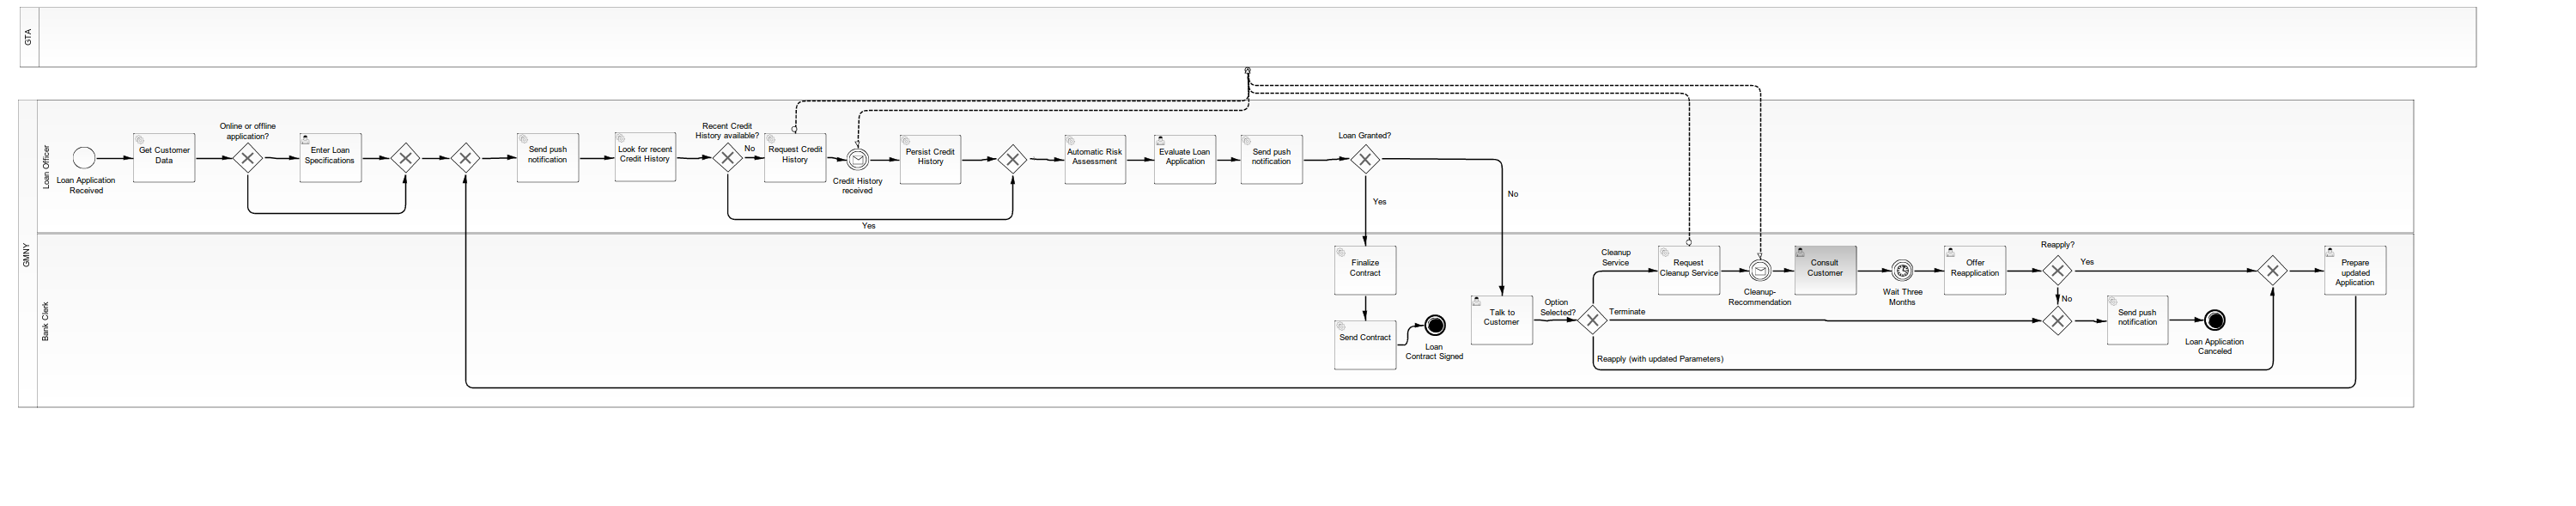 GTA
GMNY
Loan Officer
Loan Application
Received
Get Customer
Data
Online or offline
application?
Enter Loan
Specifications
Send push
notification
Look for recent
Credit History
Recent Credit
History available?
No
Yes
Request Credit
History
Credit History
received
Persist Credit
History
Automatic Risk
Assessment
Evaluate Loan
Application
Send push
notification
Loan Granted?
Yes
No
Bank Clerk
Finalize
Contract
Send Contract
Loan
Contract Signed
Talk to
Customer
Option
Selected?
Cleanup
Service
Terminate
Reapply (with updated Parameters)
Request
Cleanup Service
Cleanup-
Recommendation
Consult
Customer
Wait Three
Months
Offer
Reapplication
Reapply?
Yes
No
Send push
notification
Loan Application
Canceled
Prepare
updated
Application